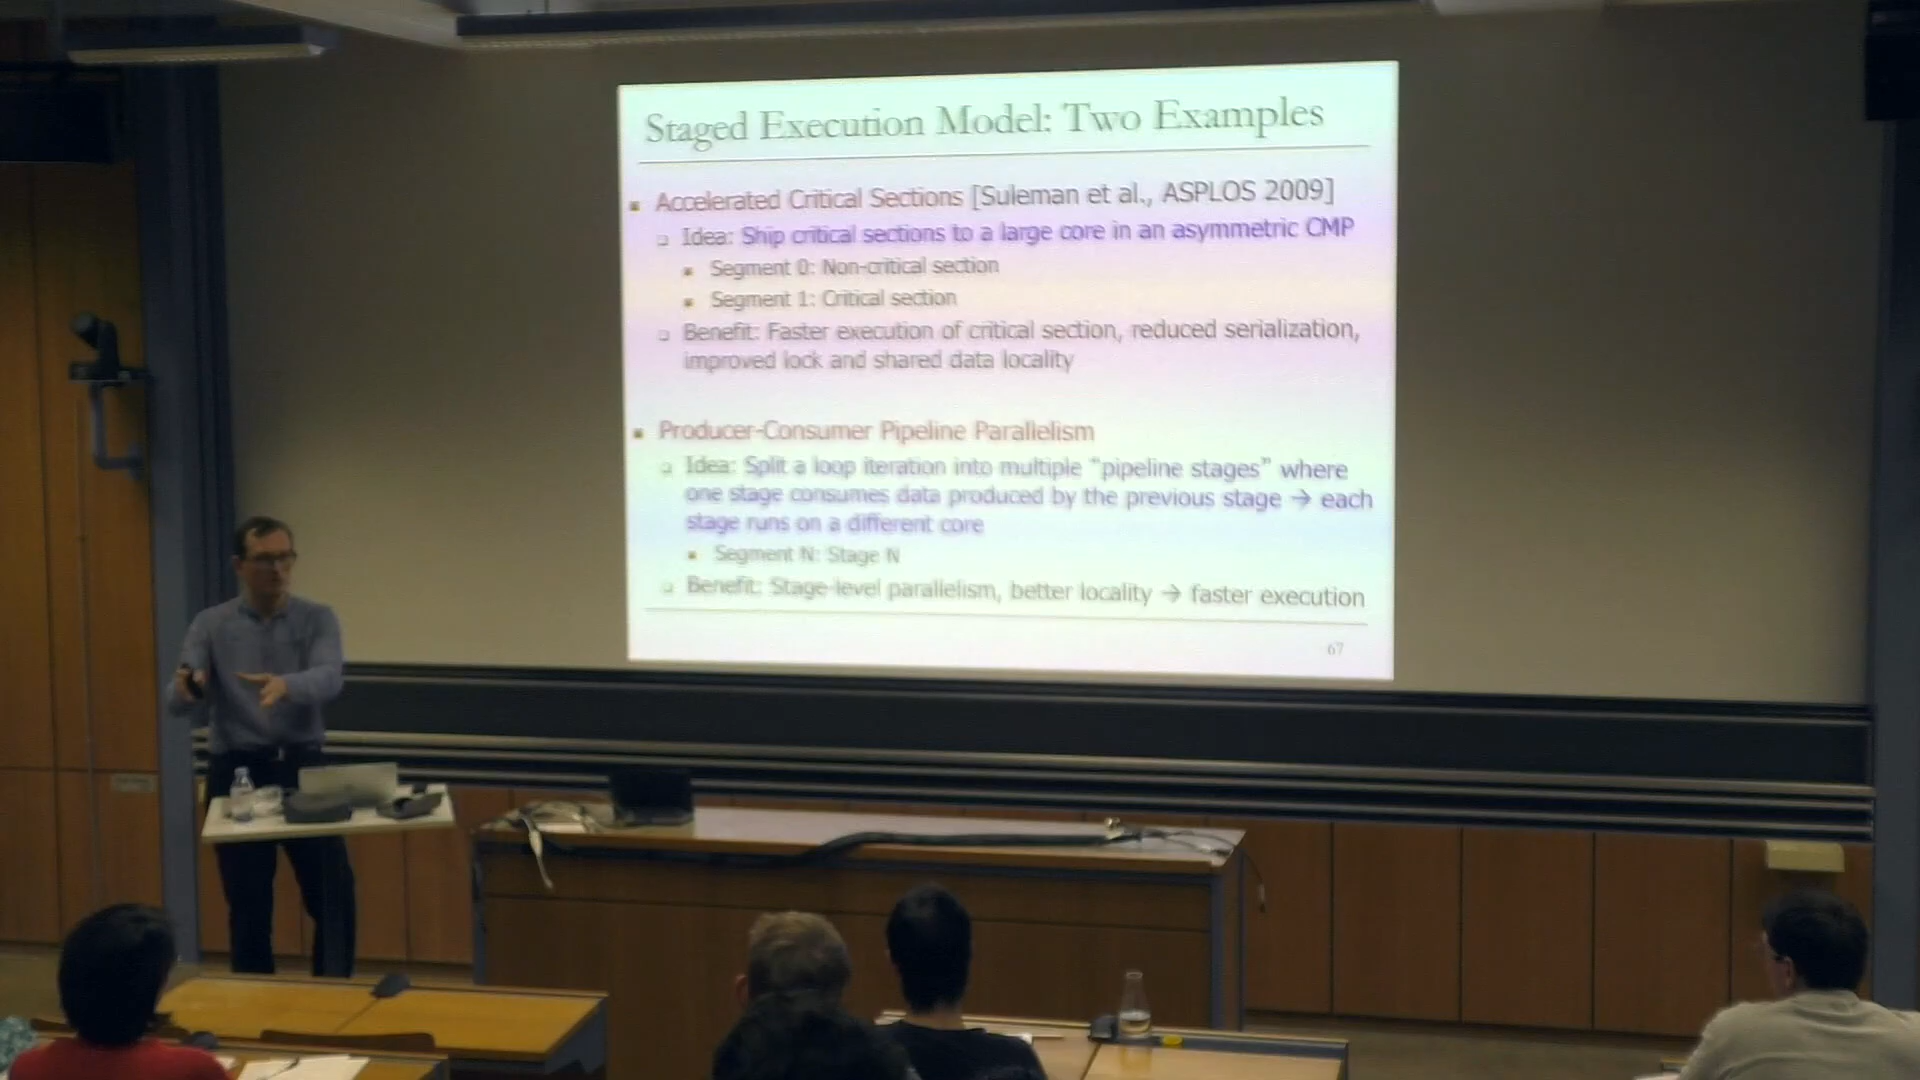 Staged Execution Model: Two Examples
Accelerated Critical Sections [Suleman et al., ASPLOS 2009]
Idea: Ship critical sections to a large core in an asymmetric CMP
Segment 0: Non-critical section
Segment 1: Critical section
Benefit: Faster execution of critical section, reduced serialization,
improved lock and shared data locality
Producer-Consumer Pipeline Parallelism
Idea: Split a loop iteration into multiple “pipeline stages” where
one stage consumes data produced by the previous stage → each
stage runs on a different core
Segment N: Stage N
Benefit: Stage-level parallelism, better locality → faster execution
67